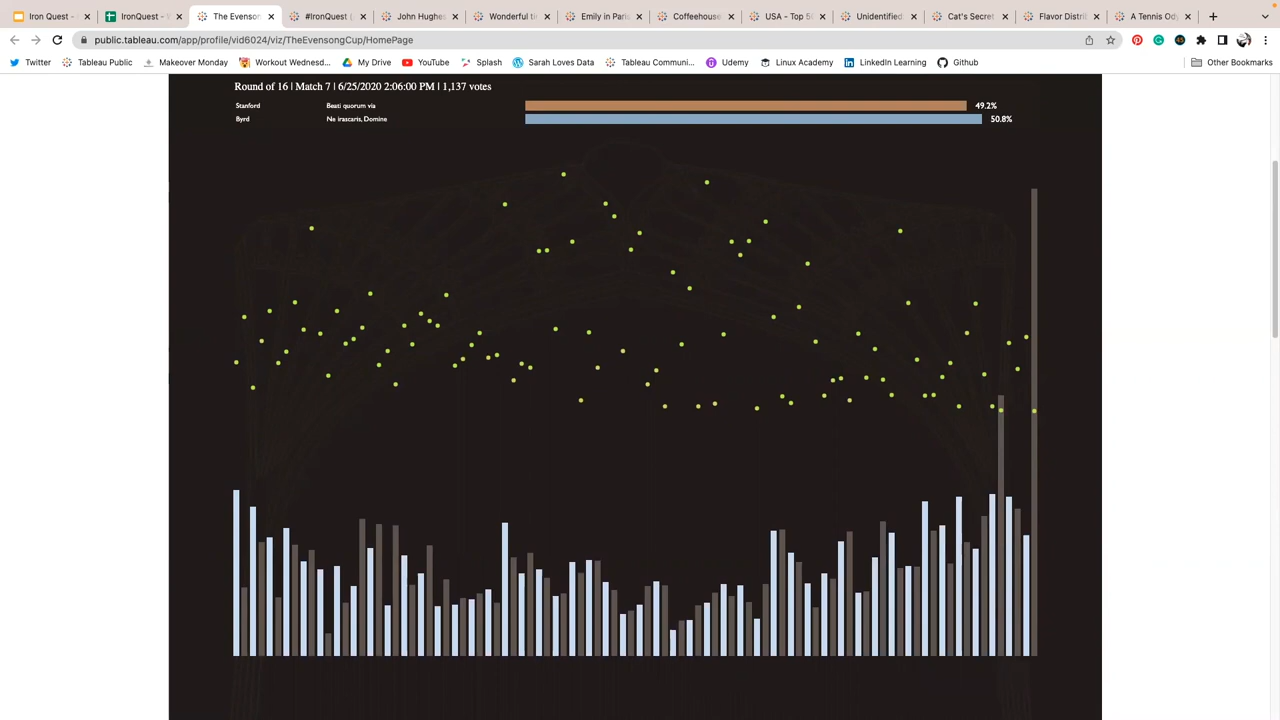 Iron Quest -
IronQuest - V
The Evenson
#IronQuest (
John Hughes
Wonderful ti
Emily in Pari
Coffeehouse
USA - Top 5
Unidentified
Cat's Secret
Flavor Distri
A Tennis Od
public.tableau.com/app/profile/vid6024/viz/TheEvensongCup/HomePage
Twitter
Tableau Public
Makeover Monday
Workout Wednesd...
My Drive
YouTube
Splash
Sarah Loves Data
Tableau Communi...
Udemy
Linux Academy
LinkedIn Learning
Github
Other Bookmarks
Round of 16 | Match 7 | 6/25/2020 2:06:00 PM | 1,137 votes
Stanford Beati quorum via 49.2%
Byrd Ne irascaris, Domine 50.8%